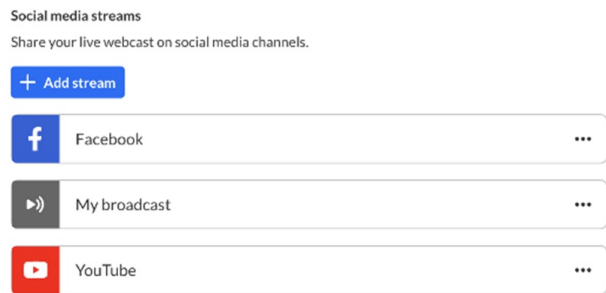 Social media streams
Share your live webcast on social media channels.
+ Add stream
Facebook
My broadcast
YouTube